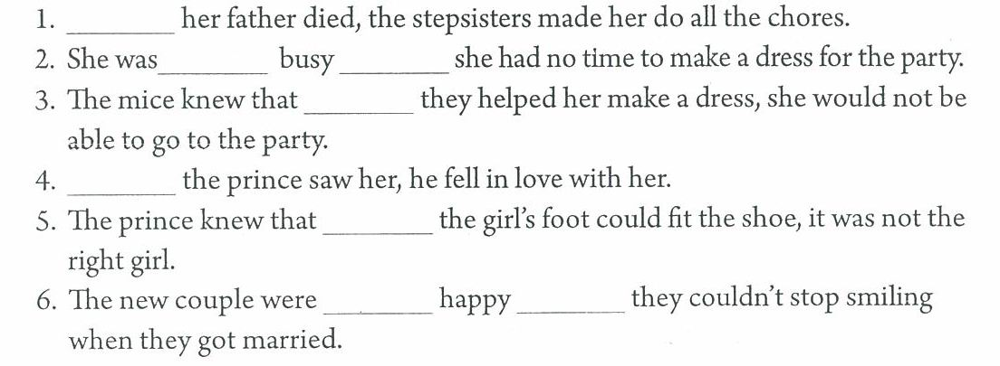 1. ________ her father died, the stepsisters made her do all the chores.
2. She was ________ busy ________ she had no time to make a dress for the party.
3. The mice knew that ________ they helped her make a dress, she would not be
able to go to the party.
4. ________ the prince saw her, he fell in love with her.
5. The prince knew that ________ the girl's foot could fit the shoe, it was not the
right girl.
6. The new couple were ________ happy ________ they couldn't stop smiling
when they got married.